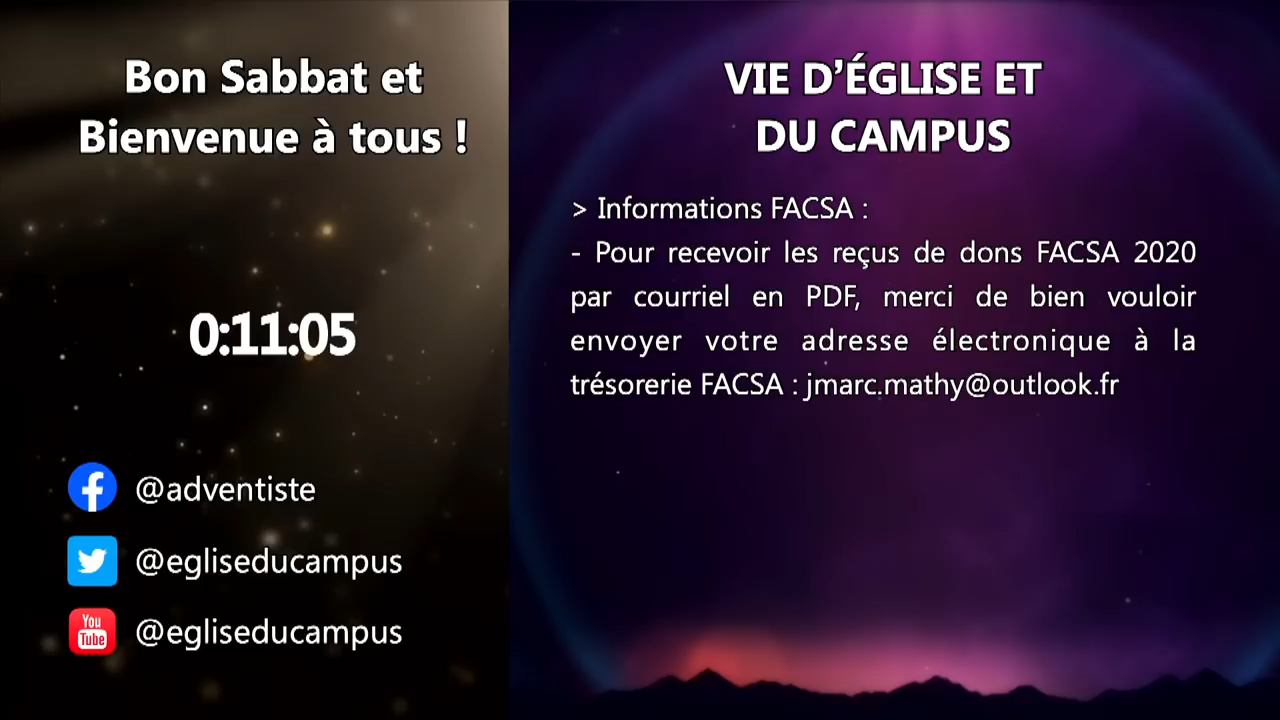 Bon Sabbat et
Bienvenue à tous !
0:11:05
@adventiste
@egliseducampus
You
Tube
@egliseducampus
VIE D’ÉGLISE ET
DU CAMPUS
> Informations FACSA :
- Pour recevoir les reçus de dons FACSA 2020
par courriel en PDF, merci de bien vouloir
envoyer votre adresse électronique à la
trésorerie FACSA : jmarc.mathy@outlook.fr